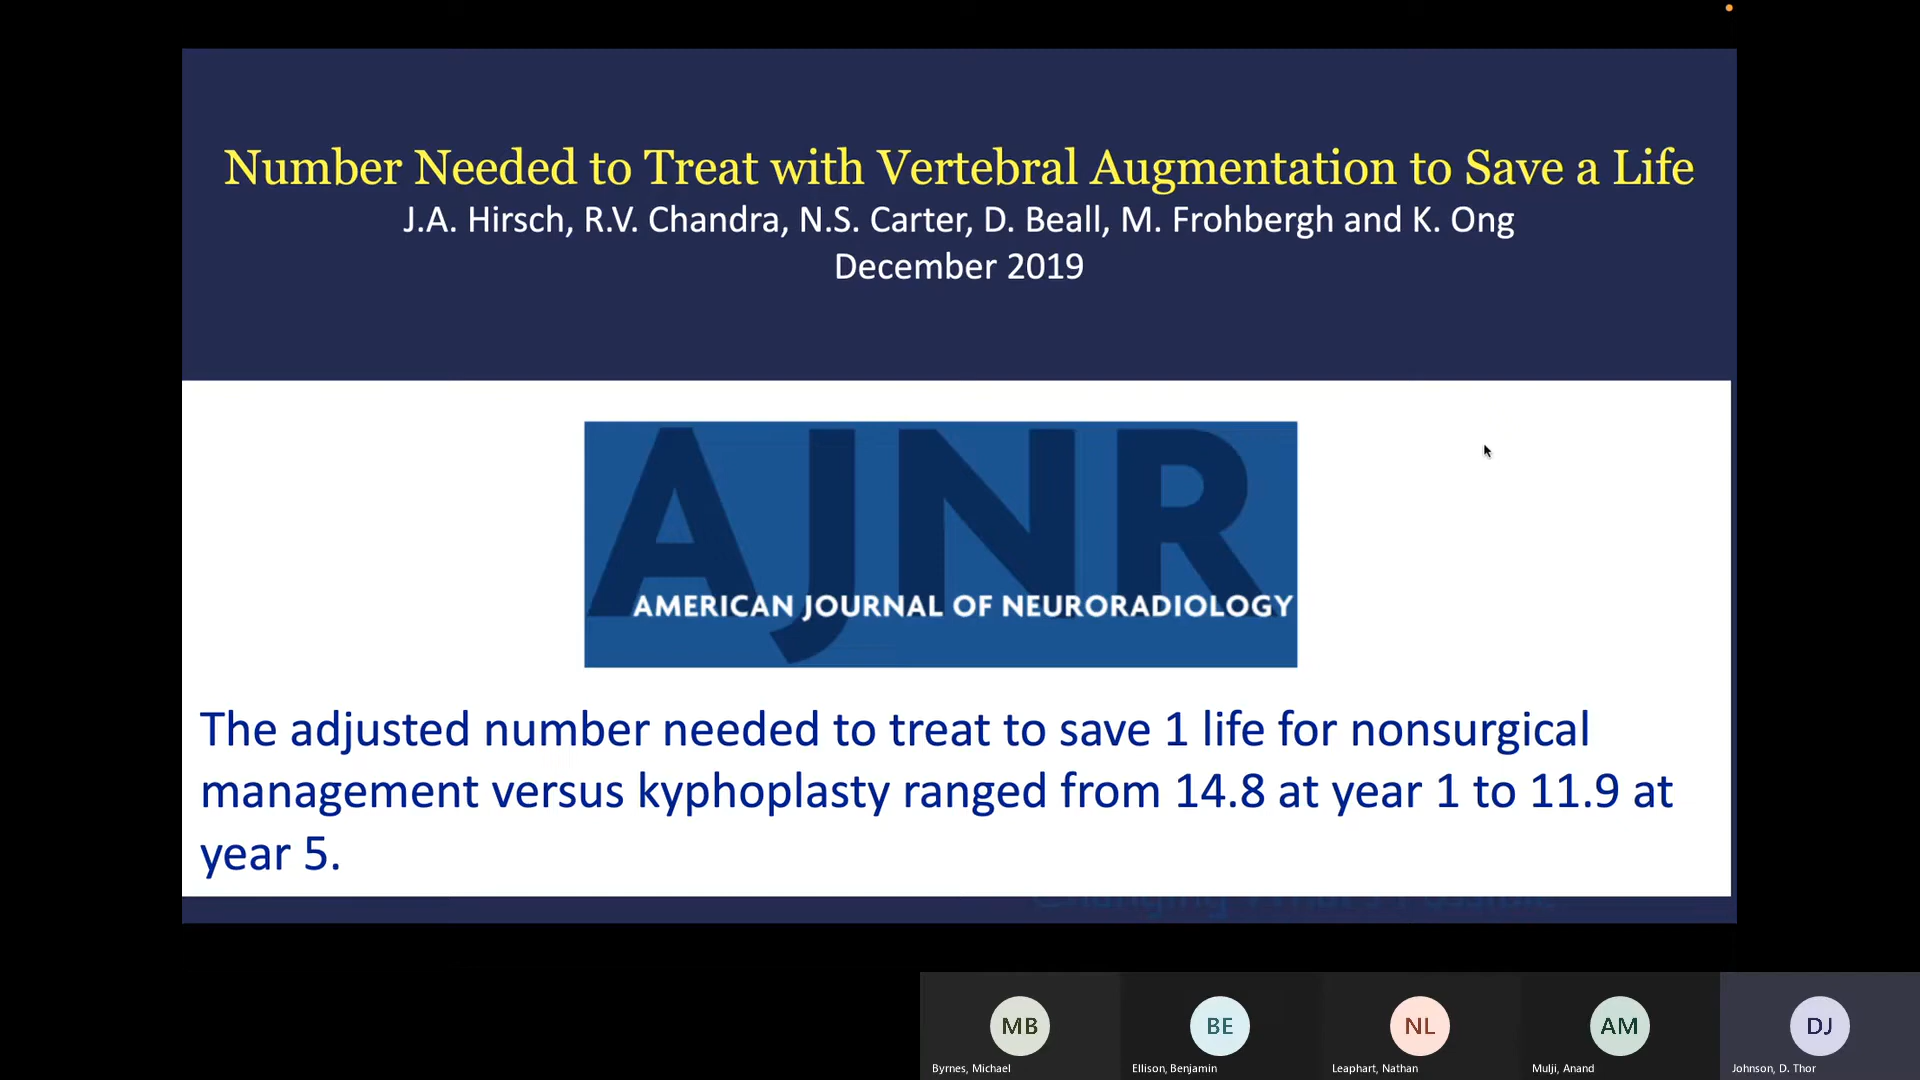 Number Needed to Treat with Vertebral Augmentation to Save a Life
J.A. Hirsch, R.V. Chandra, N.S. Carter, D. Beall, M. Frohbergh and K. Ong
December 2019
AJNR
AMERICAN JOURNAL OF NEURORADIOLOGY
The adjusted number needed to treat to save 1 life for nonsurgical
management versus kyphoplasty ranged from 14.8 at year 1 to 11.9 at
year 5.
MB
BE
NL
AM
DJ
Byrnes, Michael
Ellison, Benjamin
Leaphart, Nathan
Mulji, Anand
Johnson, D. Thor